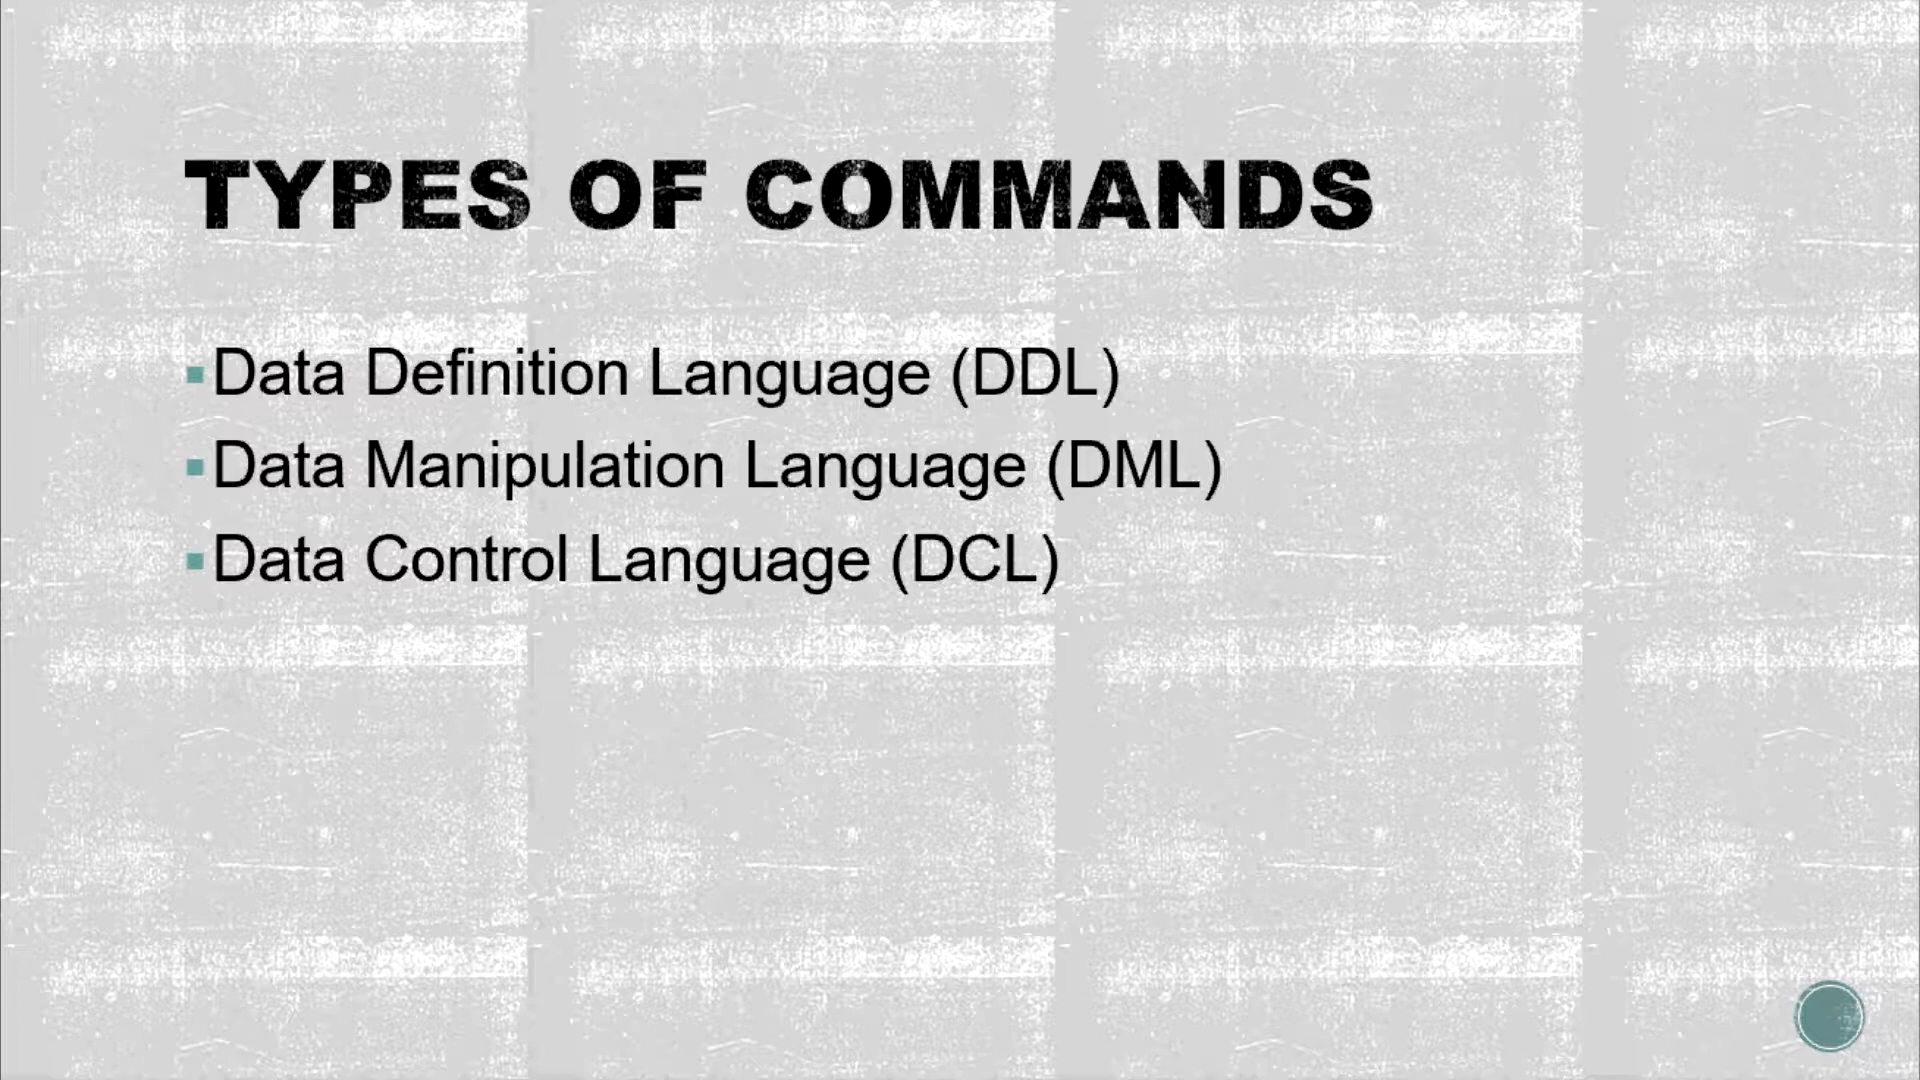 TYPES OF COMMANDS
Data Definition Language (DDL)
Data Manipulation Language (DML)
Data Control Language (DCL)